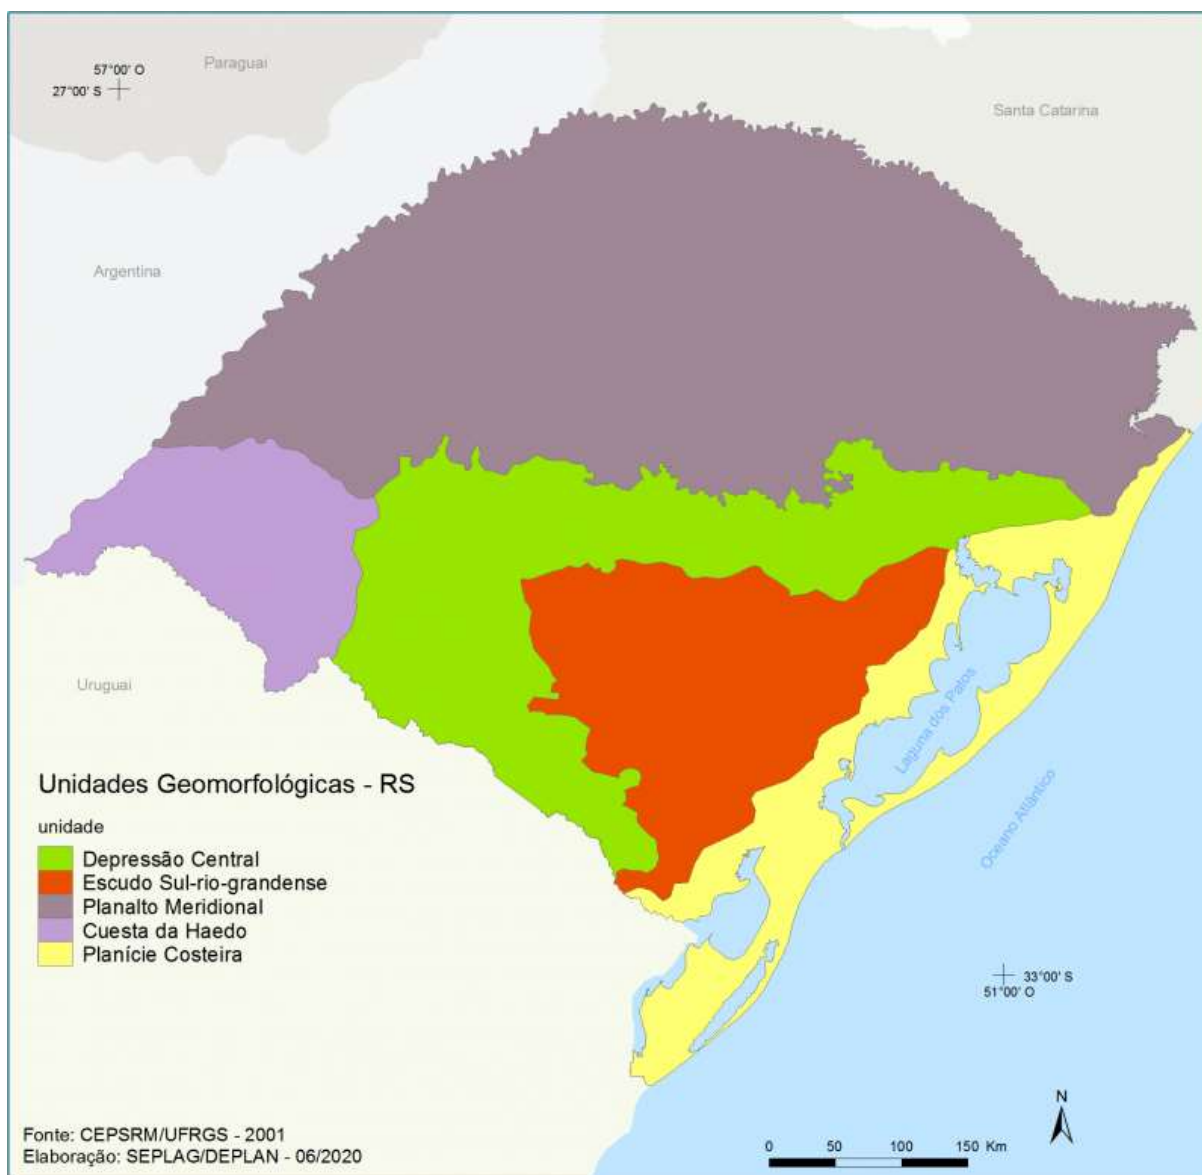 Paraguai
57°00' O
27°00' S
Santa Catarina
Argentina
Uruguai
Laguna dos Patos
Oceano Atlântico
Unidades Geomorfológicas - RS
unidade
Depressão Central
Escudo Sul-rio-grandense
Planalto Meridional
Cuesta da Haedo
Planície Costeira
33°00' S
51°00' O
N
0 50 100 150 Km
Fonte: CEPSRM/UFRGS - 2001
Elaboração: SEPLAG/DEPLAN - 06/2020